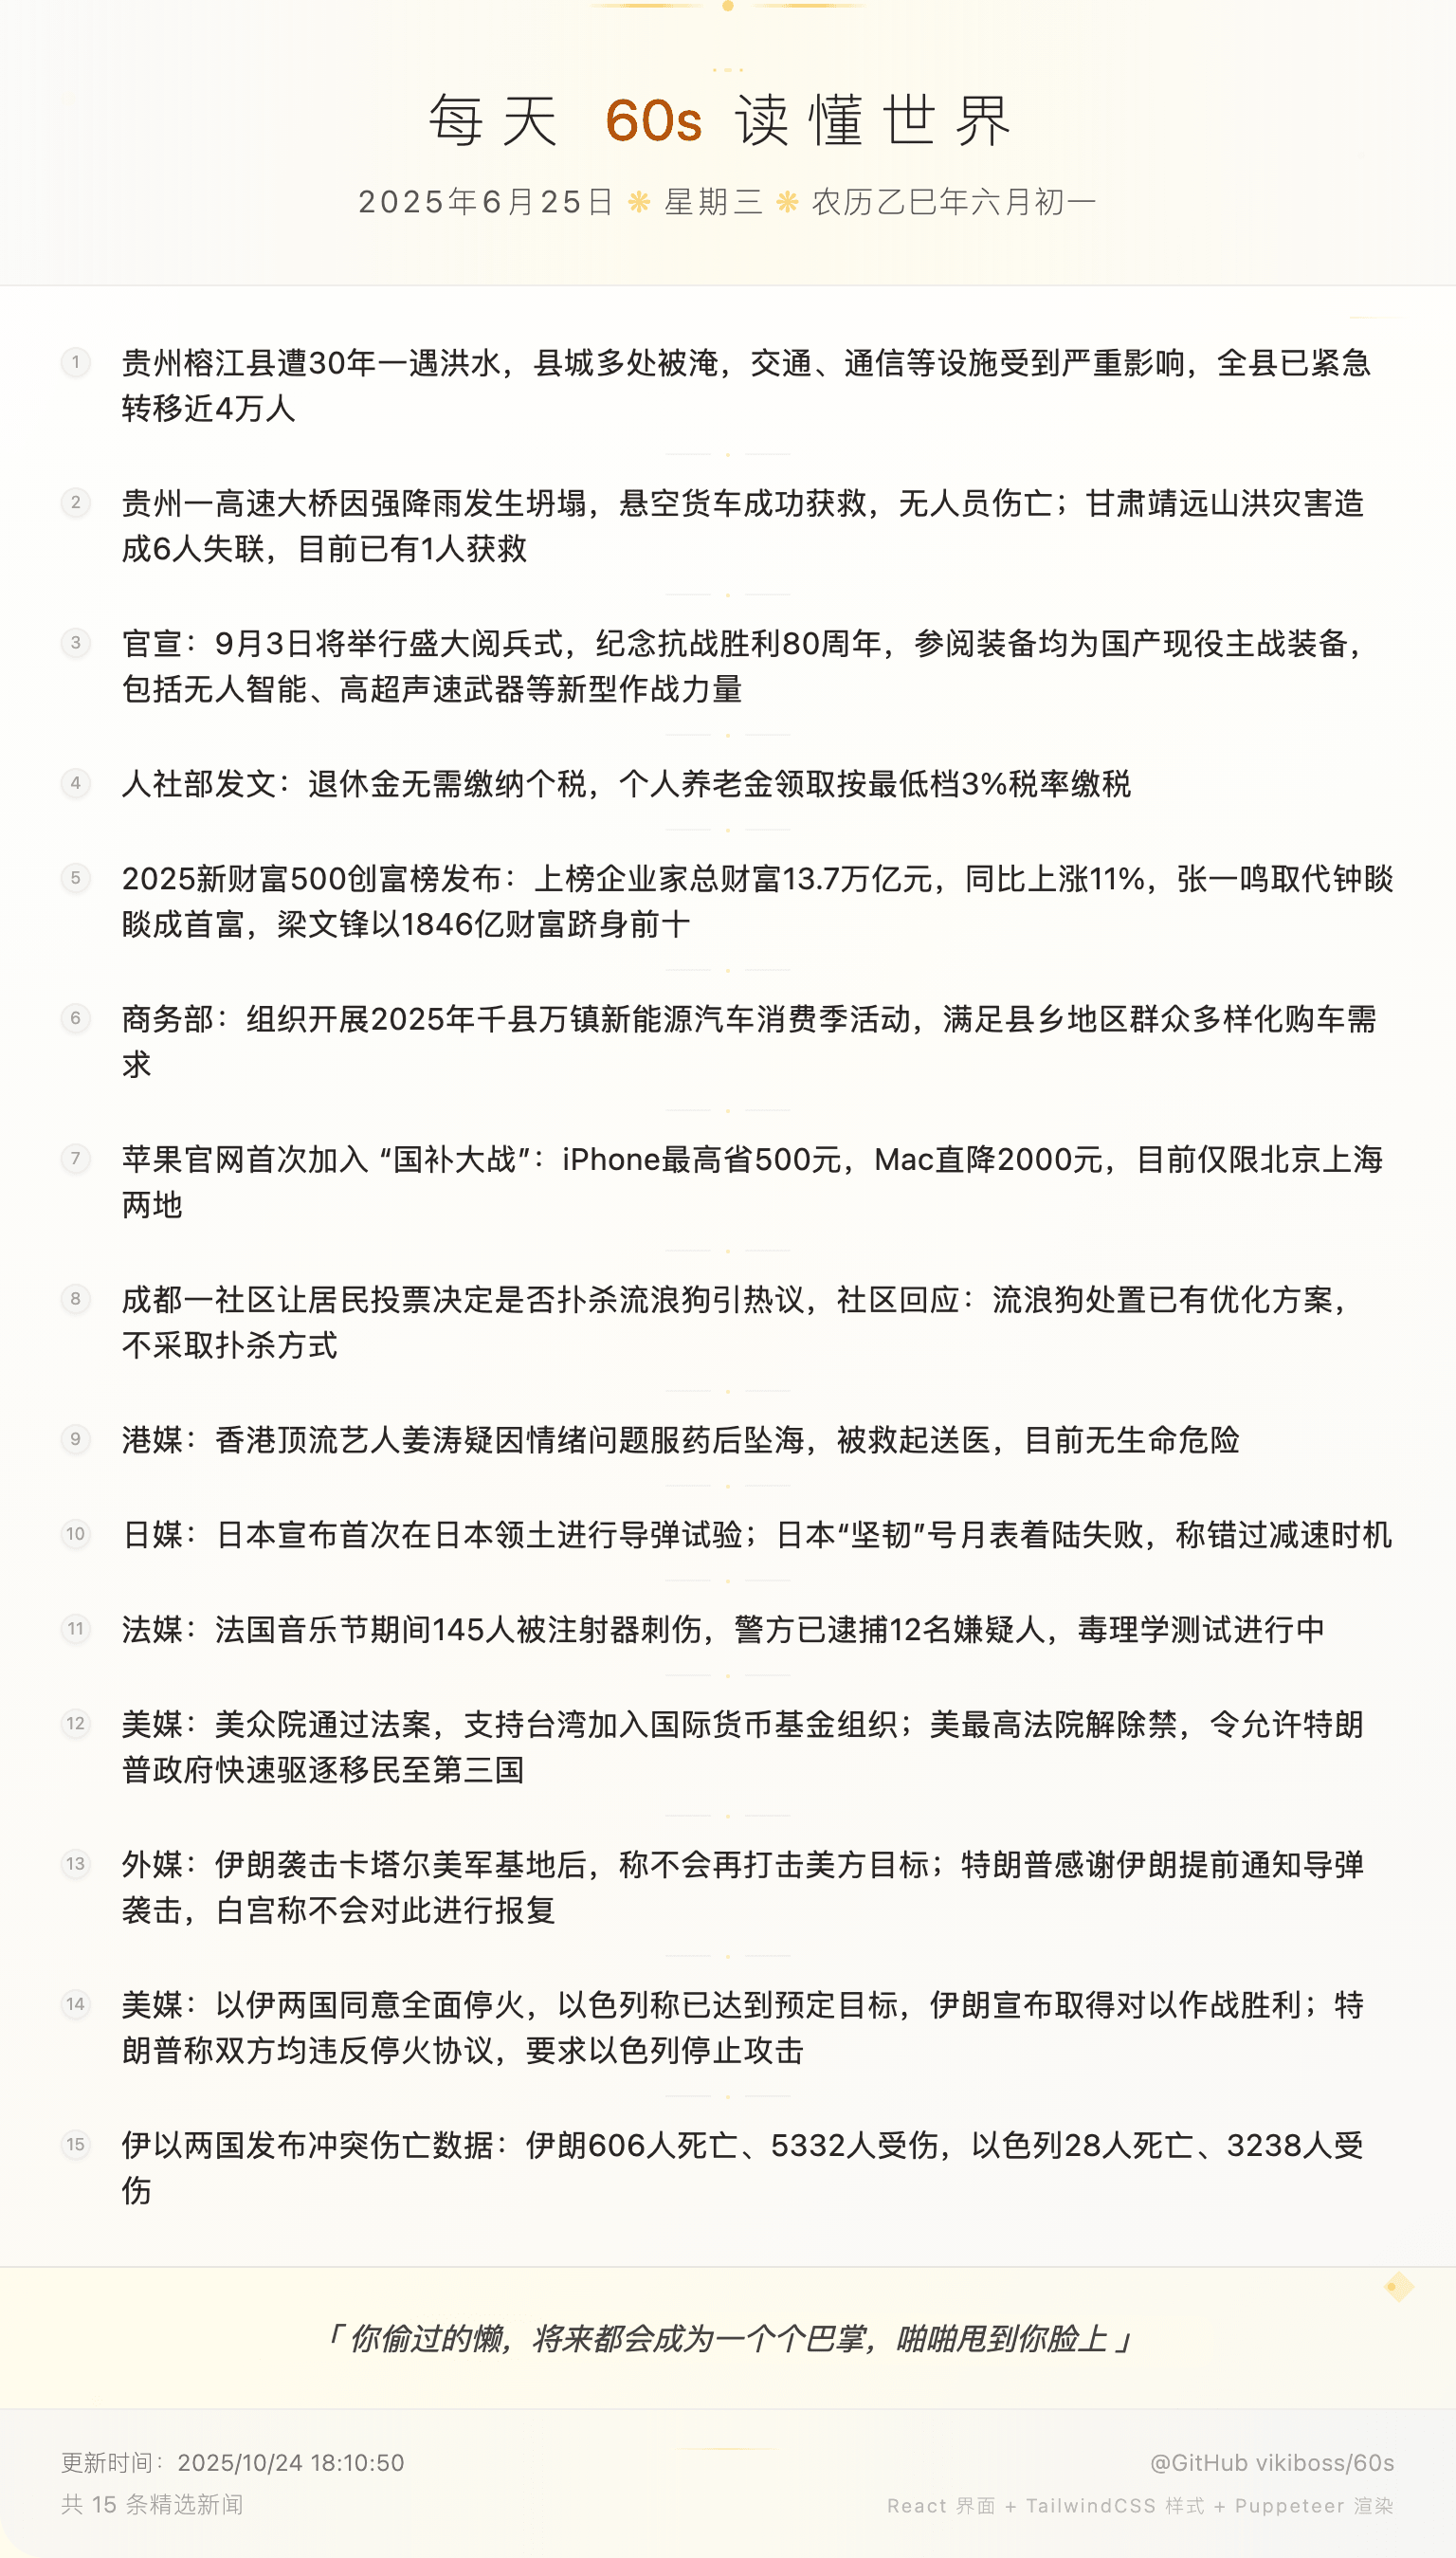 每天 60s 读懂世界
2025年6月25日 ❋ 星期三 ❋ 农历乙巳年六月初一
1 贵州榕江县遭30年一遇洪水，县城多处被淹，交通、通信等设施受到严重影响，全县已紧急
转移近4万人
2 贵州一高速大桥因强降雨发生坍塌，悬空货车成功获救，无人员伤亡；甘肃靖远山洪灾害造
成6人失联，目前已有1人获救
3 官宣：9月3日将举行盛大阅兵式，纪念抗战胜利80周年，参阅装备均为国产现役主战装备，
包括无人智能、高超声速武器等新型作战力量
4 人社部发文：退休金无需缴纳个税，个人养老金领取按最低档3%税率缴税
5 2025新财富500创富榜发布：上榜企业家总财富13.7万亿元，同比上涨11%，张一鸣取代钟睒
睒成首富，梁文锋以1846亿财富跻身前十
6 商务部：组织开展2025年千县万镇新能源汽车消费季活动，满足县乡地区群众多样化购车需
求
7 苹果官网首次加入 “国补大战”：iPhone最高省500元，Mac直降2000元，目前仅限北京上海
两地
8 成都一社区让居民投票决定是否扑杀流浪狗引热议，社区回应：流浪狗处置已有优化方案，
不采取扑杀方式
9 港媒：香港顶流艺人姜涛疑因情绪问题服药后坠海，被救起送医，目前无生命危险
10 日媒：日本宣布首次在日本领土进行导弹试验；日本“坚韧”号月表着陆失败，称错过减速时机
11 法媒：法国音乐节期间145人被注射器刺伤，警方已逮捕12名嫌疑人，毒理学测试进行中
12 美媒：美众院通过法案，支持台湾加入国际货币基金组织；美最高法院解除禁，令允许特朗
普政府快速驱逐移民至第三国
13 外媒：伊朗袭击卡塔尔美军基地后，称不会再打击美方目标；特朗普感谢伊朗提前通知导弹
袭击，白宫称不会对此进行报复
14 美媒：以伊两国同意全面停火，以色列称已达到预定目标，伊朗宣布取得对以作战胜利；特
朗普称双方均违反停火协议，要求以色列停止攻击
15 伊以两国发布冲突伤亡数据：伊朗606人死亡、5332人受伤，以色列28人死亡、3238人受
伤
「 你偷过的懒，将来都会成为一个个巴掌，啪啪甩到你脸上 」
更新时间：2025/10/24 18:10:50
@GitHub vikiboss/60s
共 15 条精选新闻
React 界面 + TailwindCSS 样式 + Puppeteer 渲染